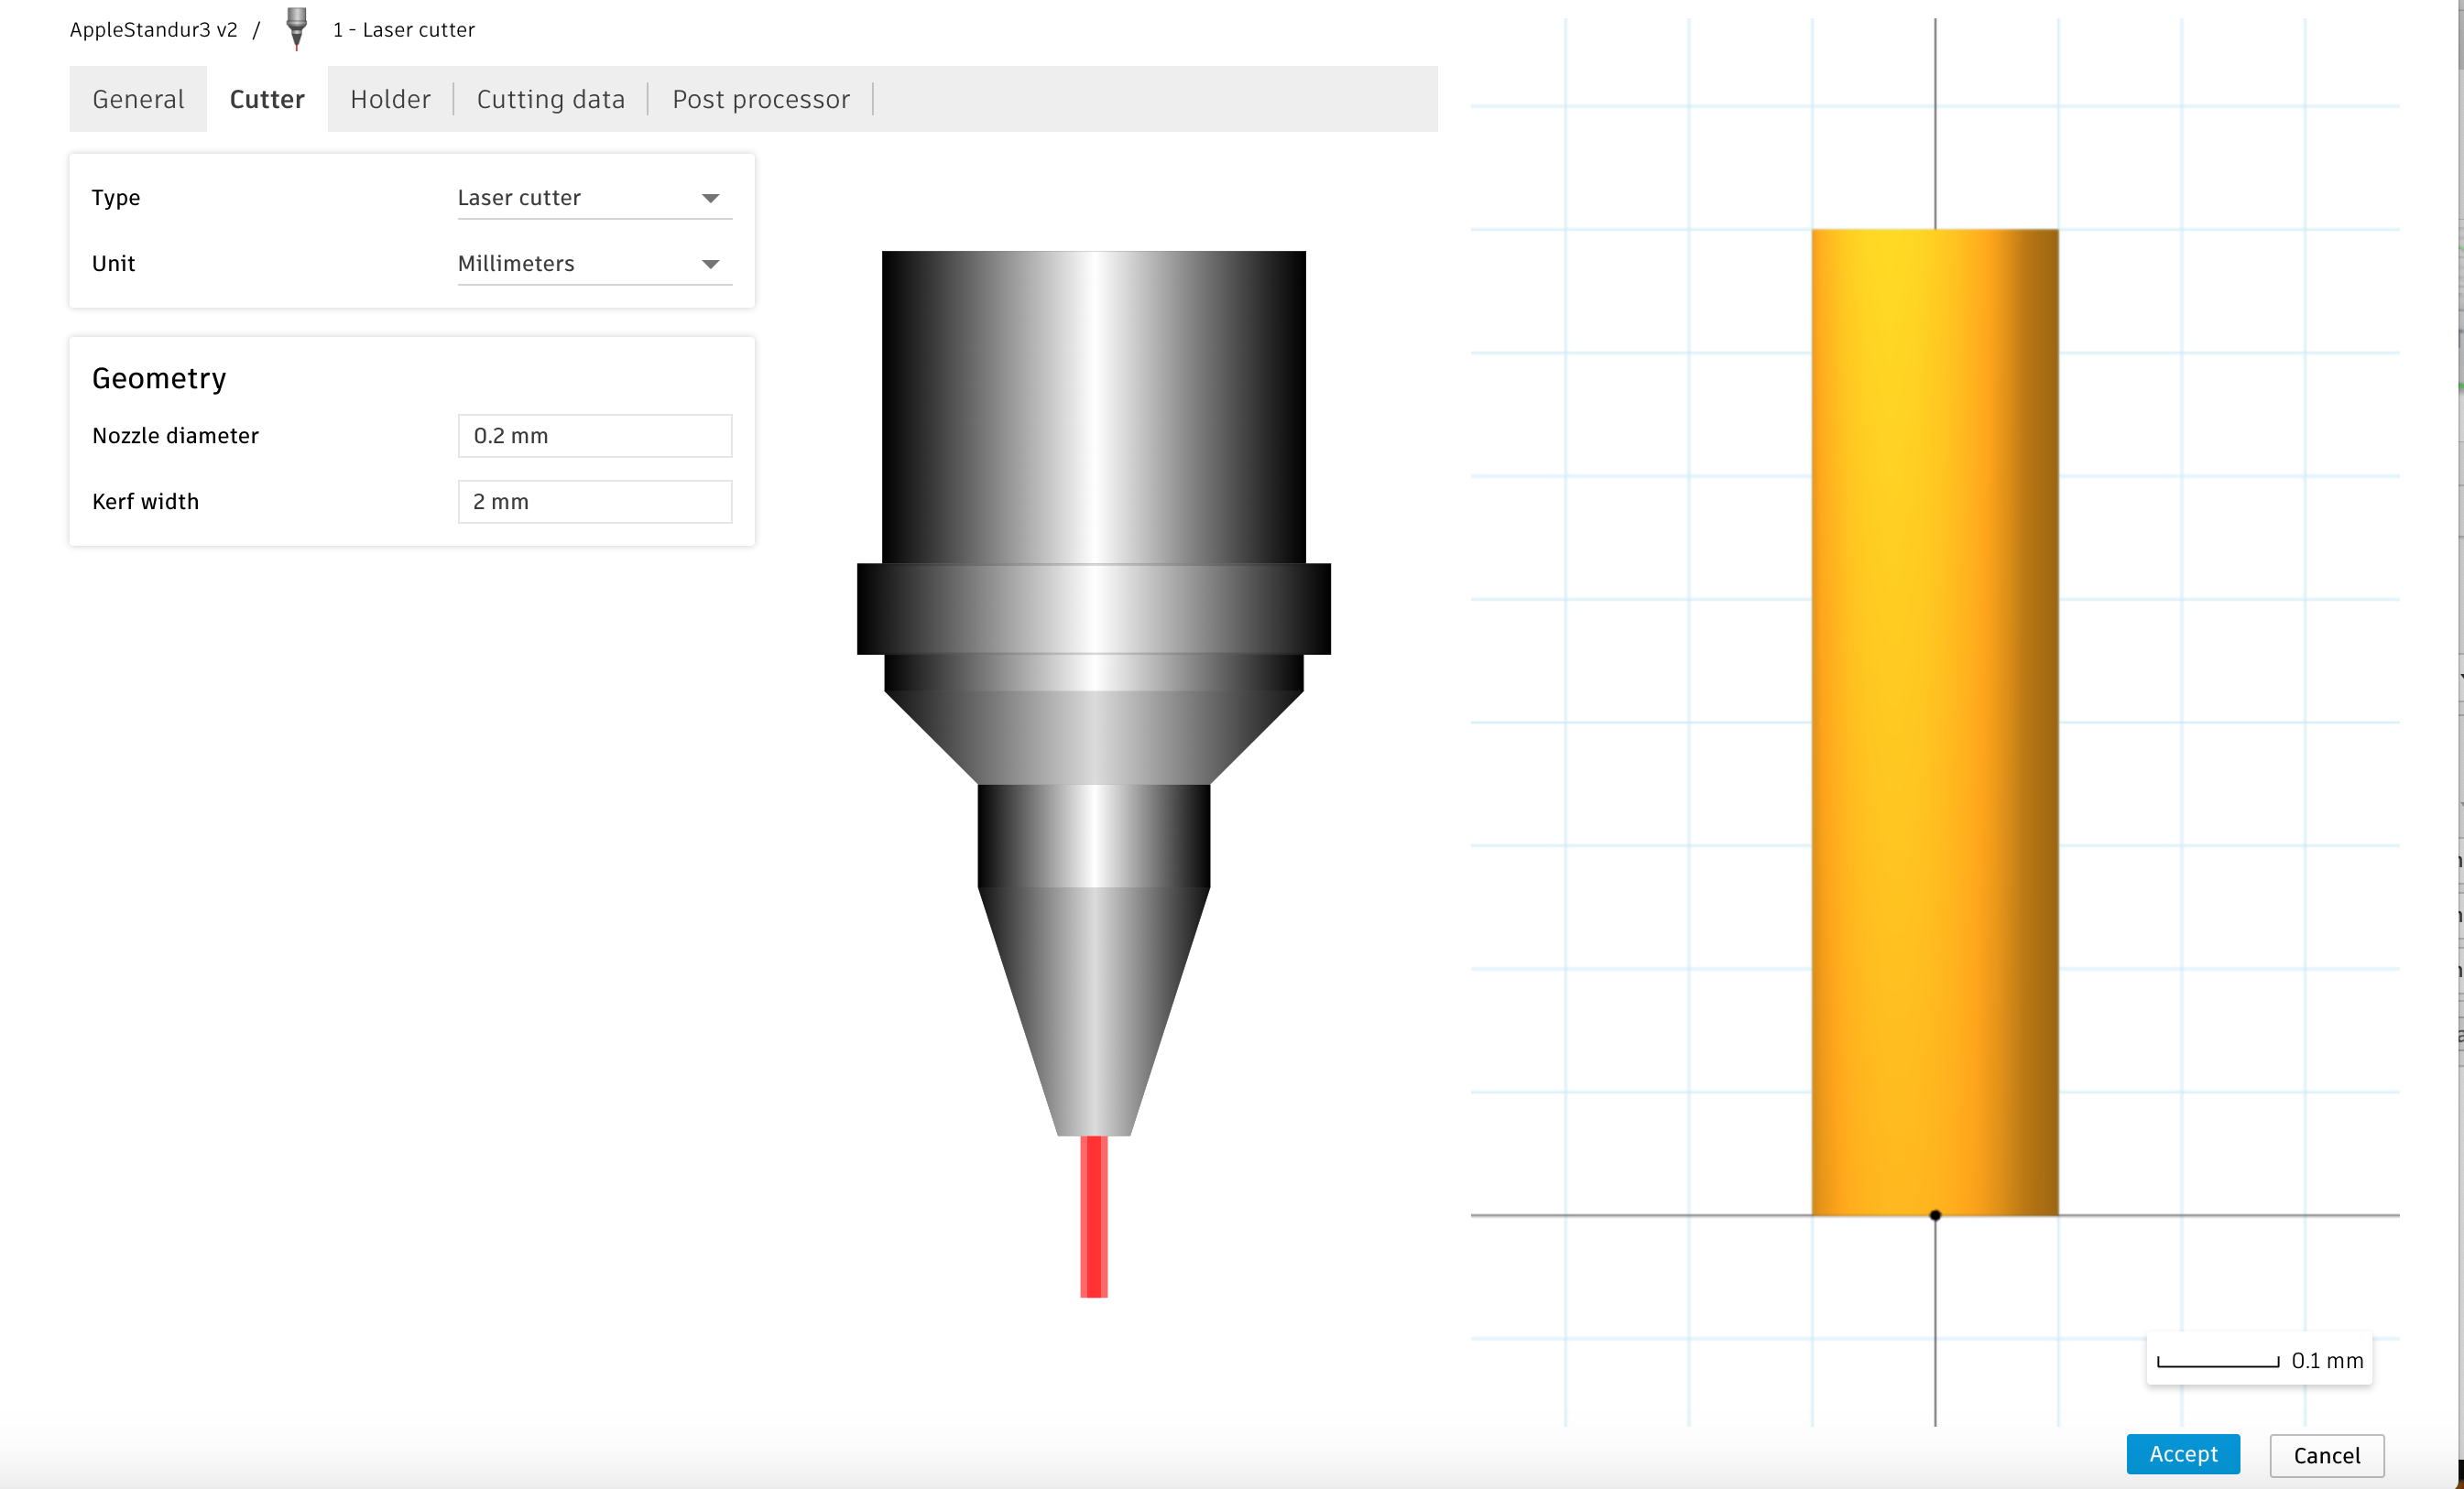 AppleStandur3 v2 / 1 - Laser cutter
General Cutter Holder Cutting data Post processor
Type Laser cutter
Unit Millimeters
Geometry
Nozzle diameter 0.2 mm
Kerf width 2 mm
0.1 mm
Accept Cancel